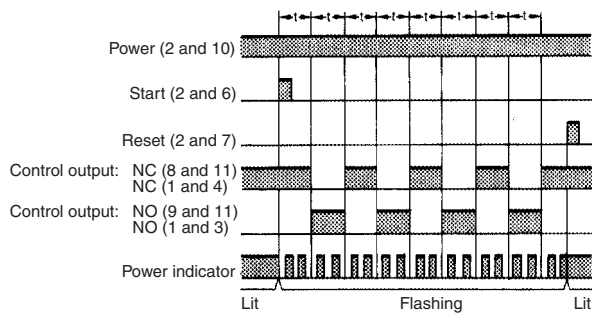 t t t t t t t t
Power (2 and 10)
Start (2 and 6)
Reset (2 and 7)
Control output: NC (8 and 11)
NC (1 and 4)
Control output: NO (9 and 11)
NO (1 and 3)
Power indicator
Lit Flashing Lit